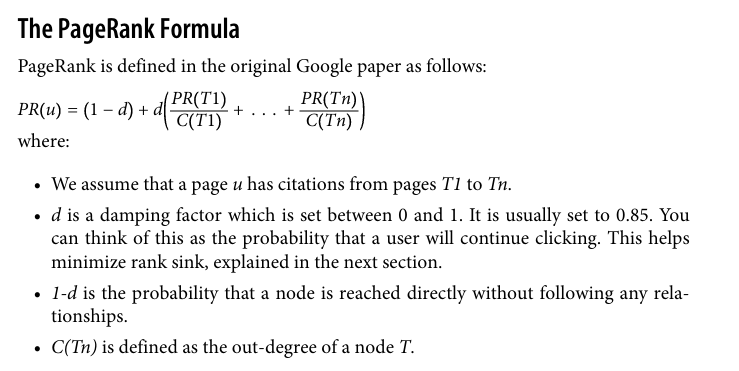 The PageRank Formula
PageRank is defined in the original Google paper as follows:
PR(u) = (1 − d) + d(PR(T1)/C(T1) + . . . + PR(Tn)/C(Tn))
where:
• We assume that a page u has citations from pages T1 to Tn.
• d is a damping factor which is set between 0 and 1. It is usually set to 0.85. You
can think of this as the probability that a user will continue clicking. This helps
minimize rank sink, explained in the next section.
• 1-d is the probability that a node is reached directly without following any rela-
tionships.
• C(Tn) is defined as the out-degree of a node T.